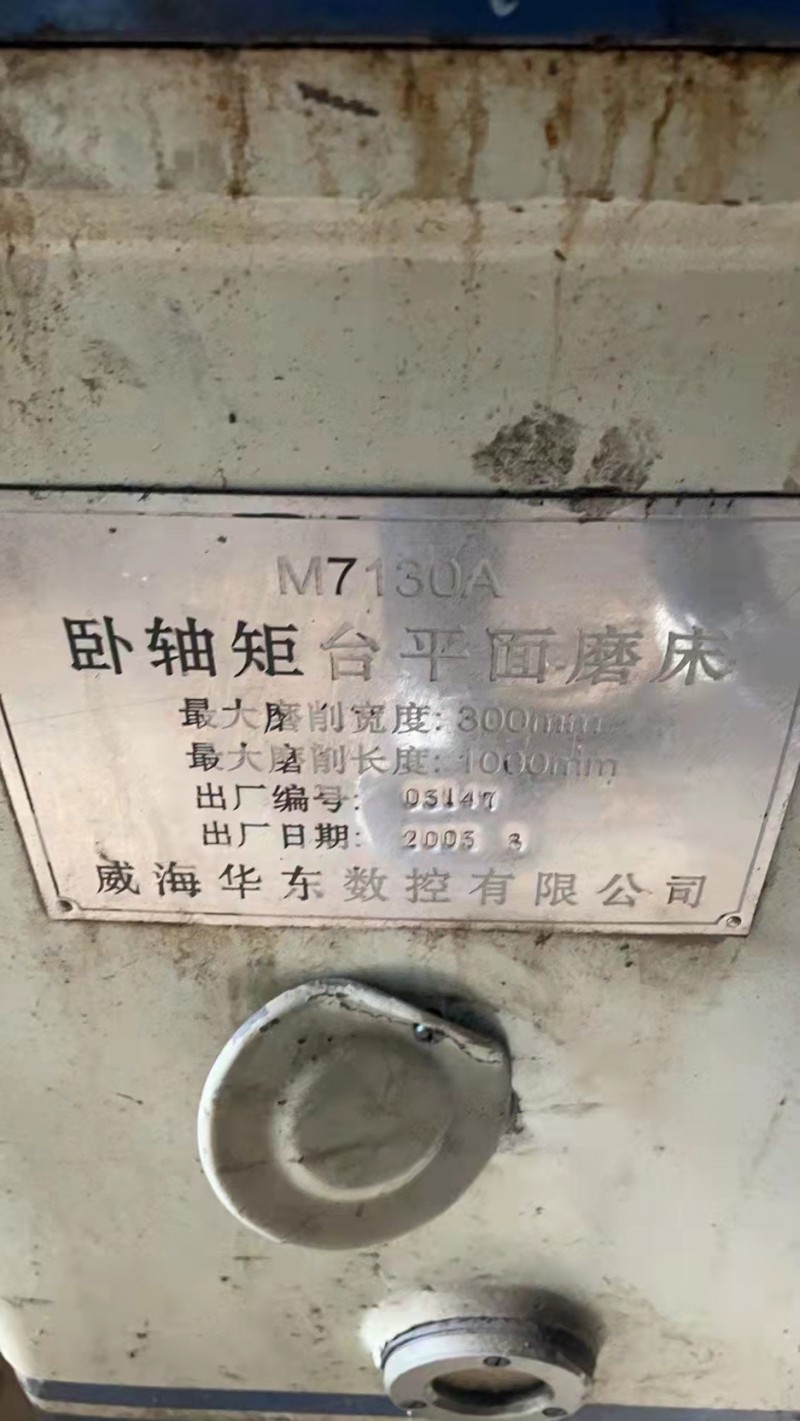 M7130A
卧轴矩台平面磨床
最大磨削宽度: 300mm
最大磨削长度: 1000mm
出厂编号: 03147
出厂日期: 2003 3
威海华东数控有限公司